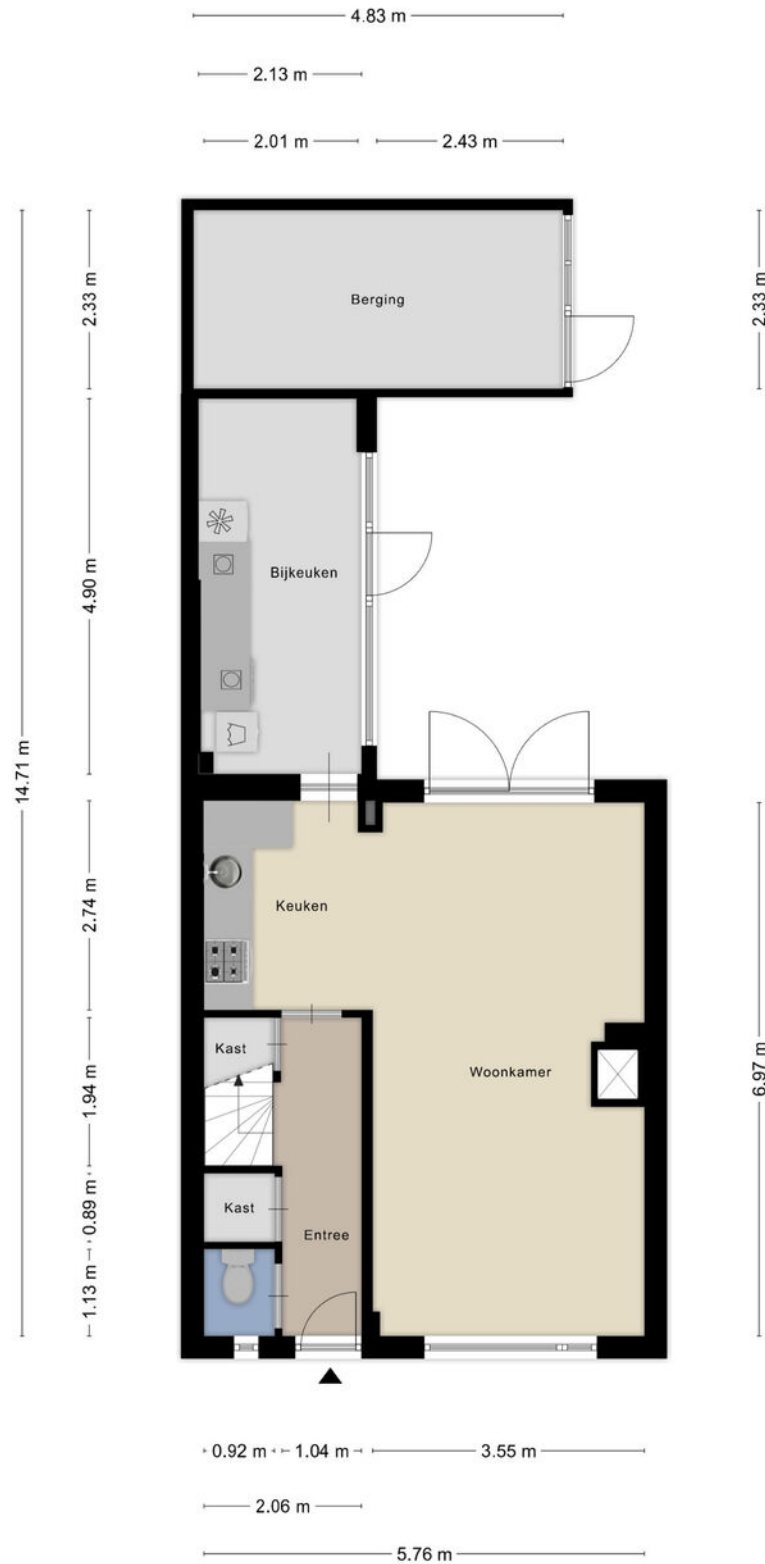 4.83 m
2.13 m
2.01 m
2.43 m
2.33 m
2.33 m
Berging
4.90 m
Bijkeuken
14.71 m
2.74 m
Keuken
6.97 m
Woonkamer
Kast
1.94 m
Kast
0.89 m
Entree
1.13 m
0.92 m
1.04 m
3.55 m
2.06 m
5.76 m